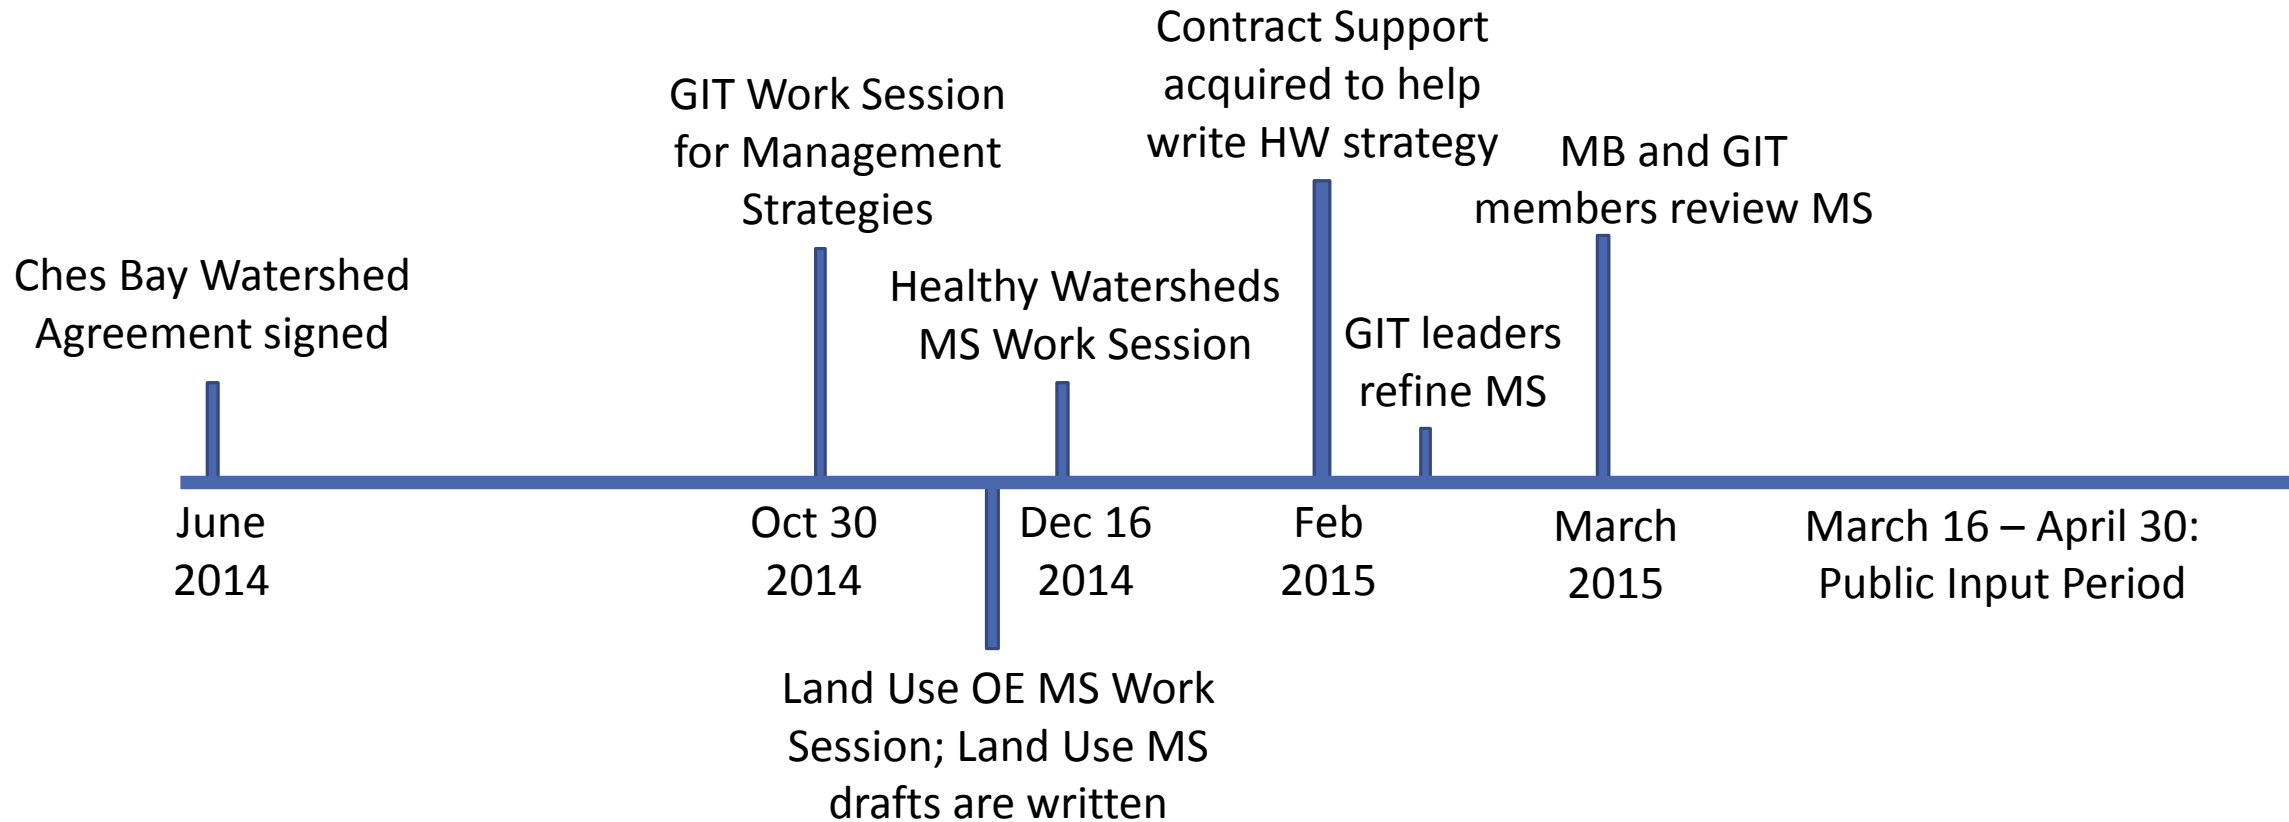 Contract Support
acquired to help
write HW strategy
GIT Work Session
for Management
Strategies
MB and GIT
members review MS
Ches Bay Watershed
Agreement signed
Healthy Watersheds
MS Work Session
GIT leaders
refine MS
June
2014
Oct 30
2014
Dec 16
2014
Feb
2015
March
2015
March 16 – April 30:
Public Input Period
Land Use OE MS Work
Session; Land Use MS
drafts are written